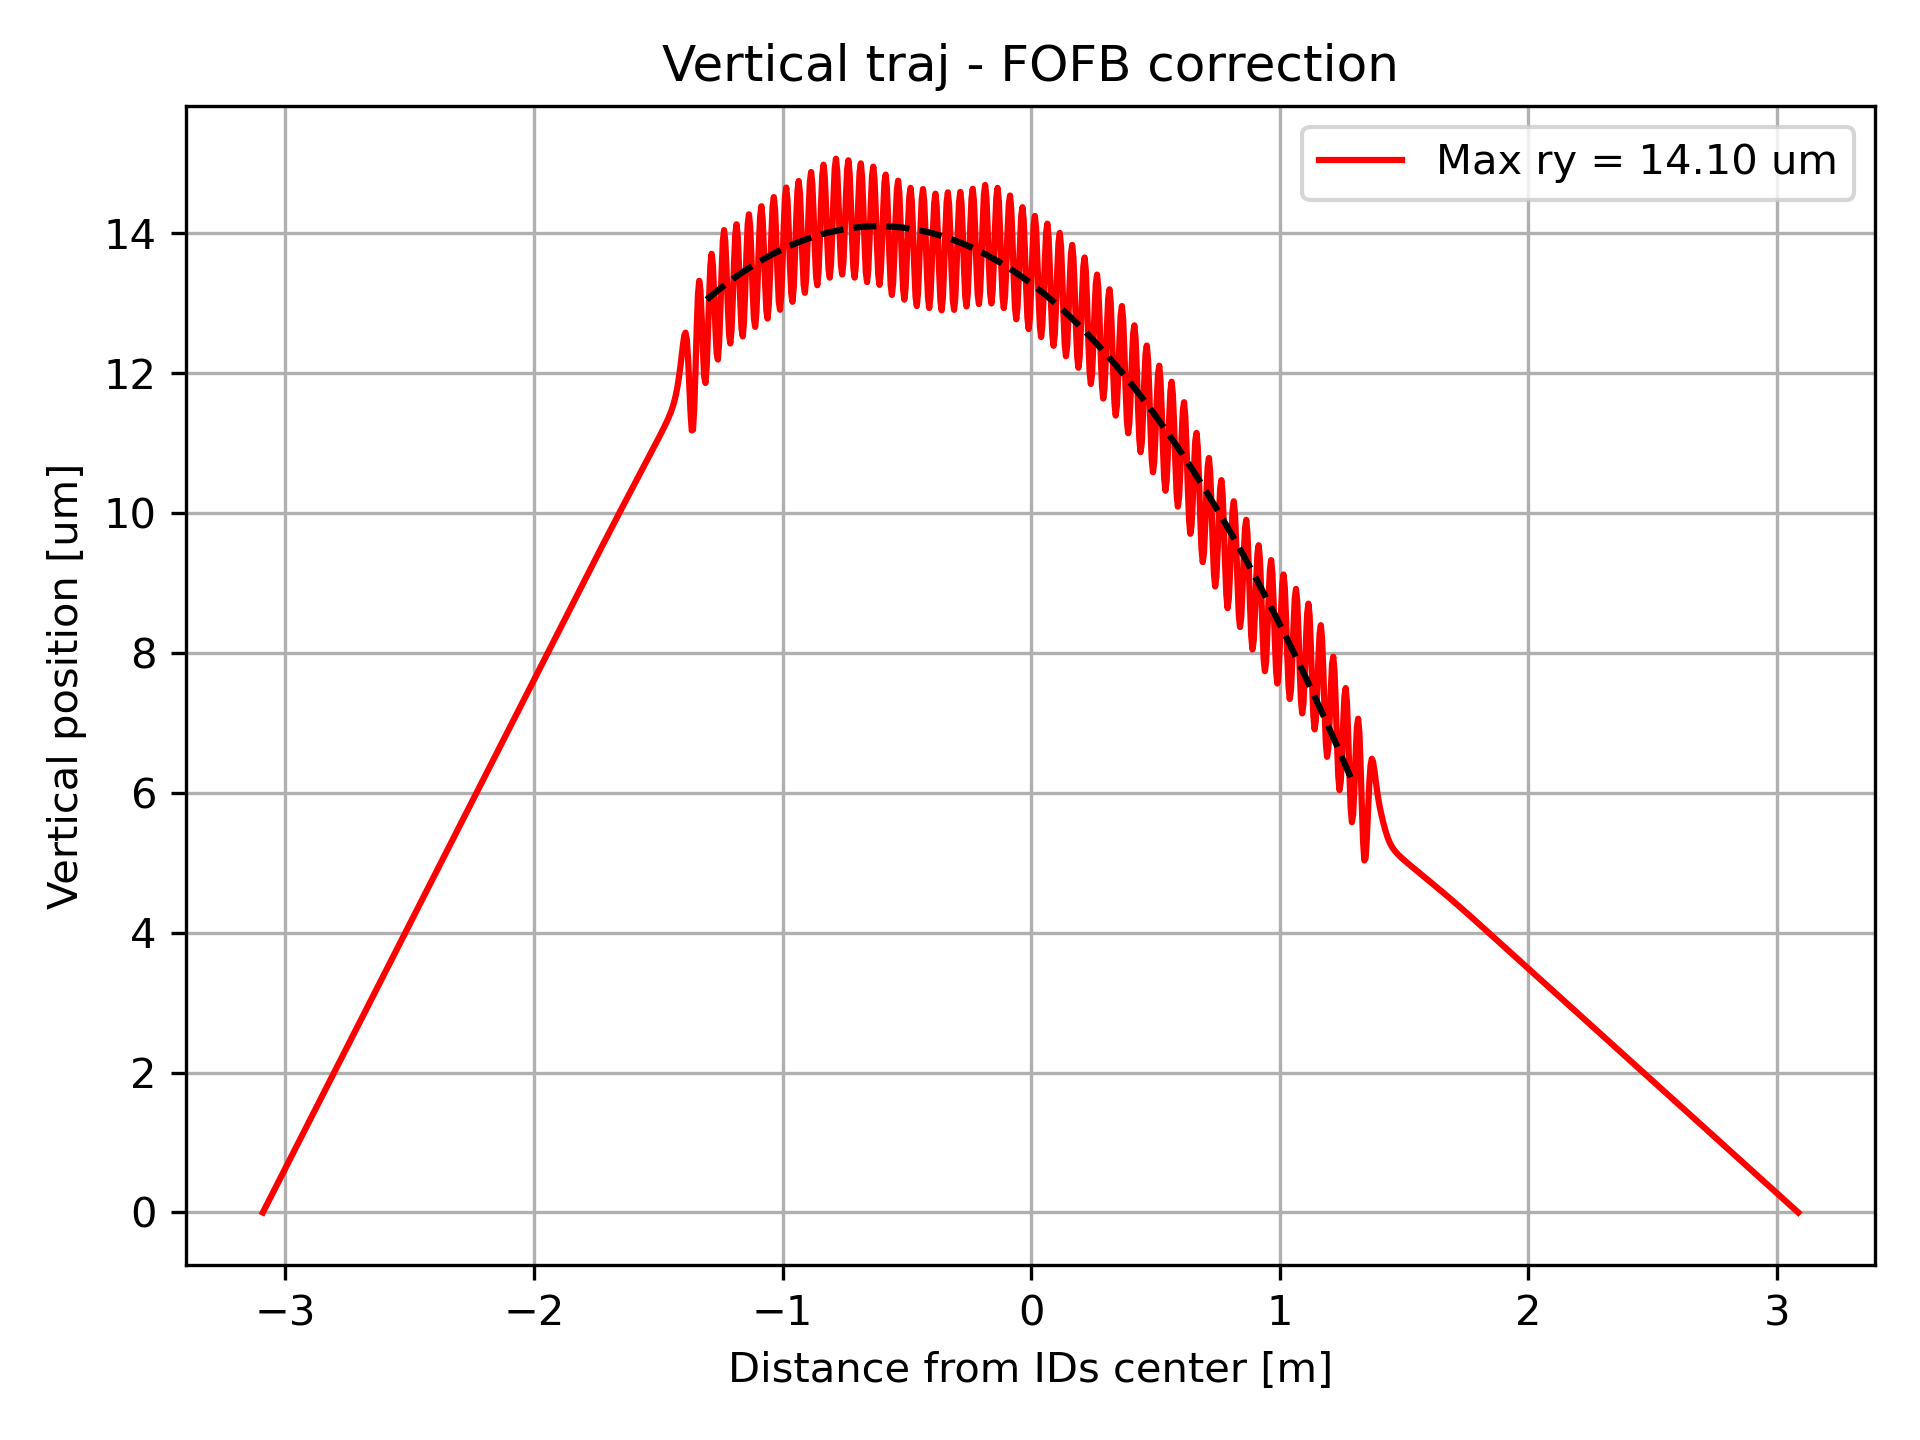 Vertical traj - FOFB correction
Max ry = 14.10 um
Vertical position [um]
14
12
10
8
6
4
2
0
−3 −2 −1 0 1 2 3
Distance from IDs center [m]